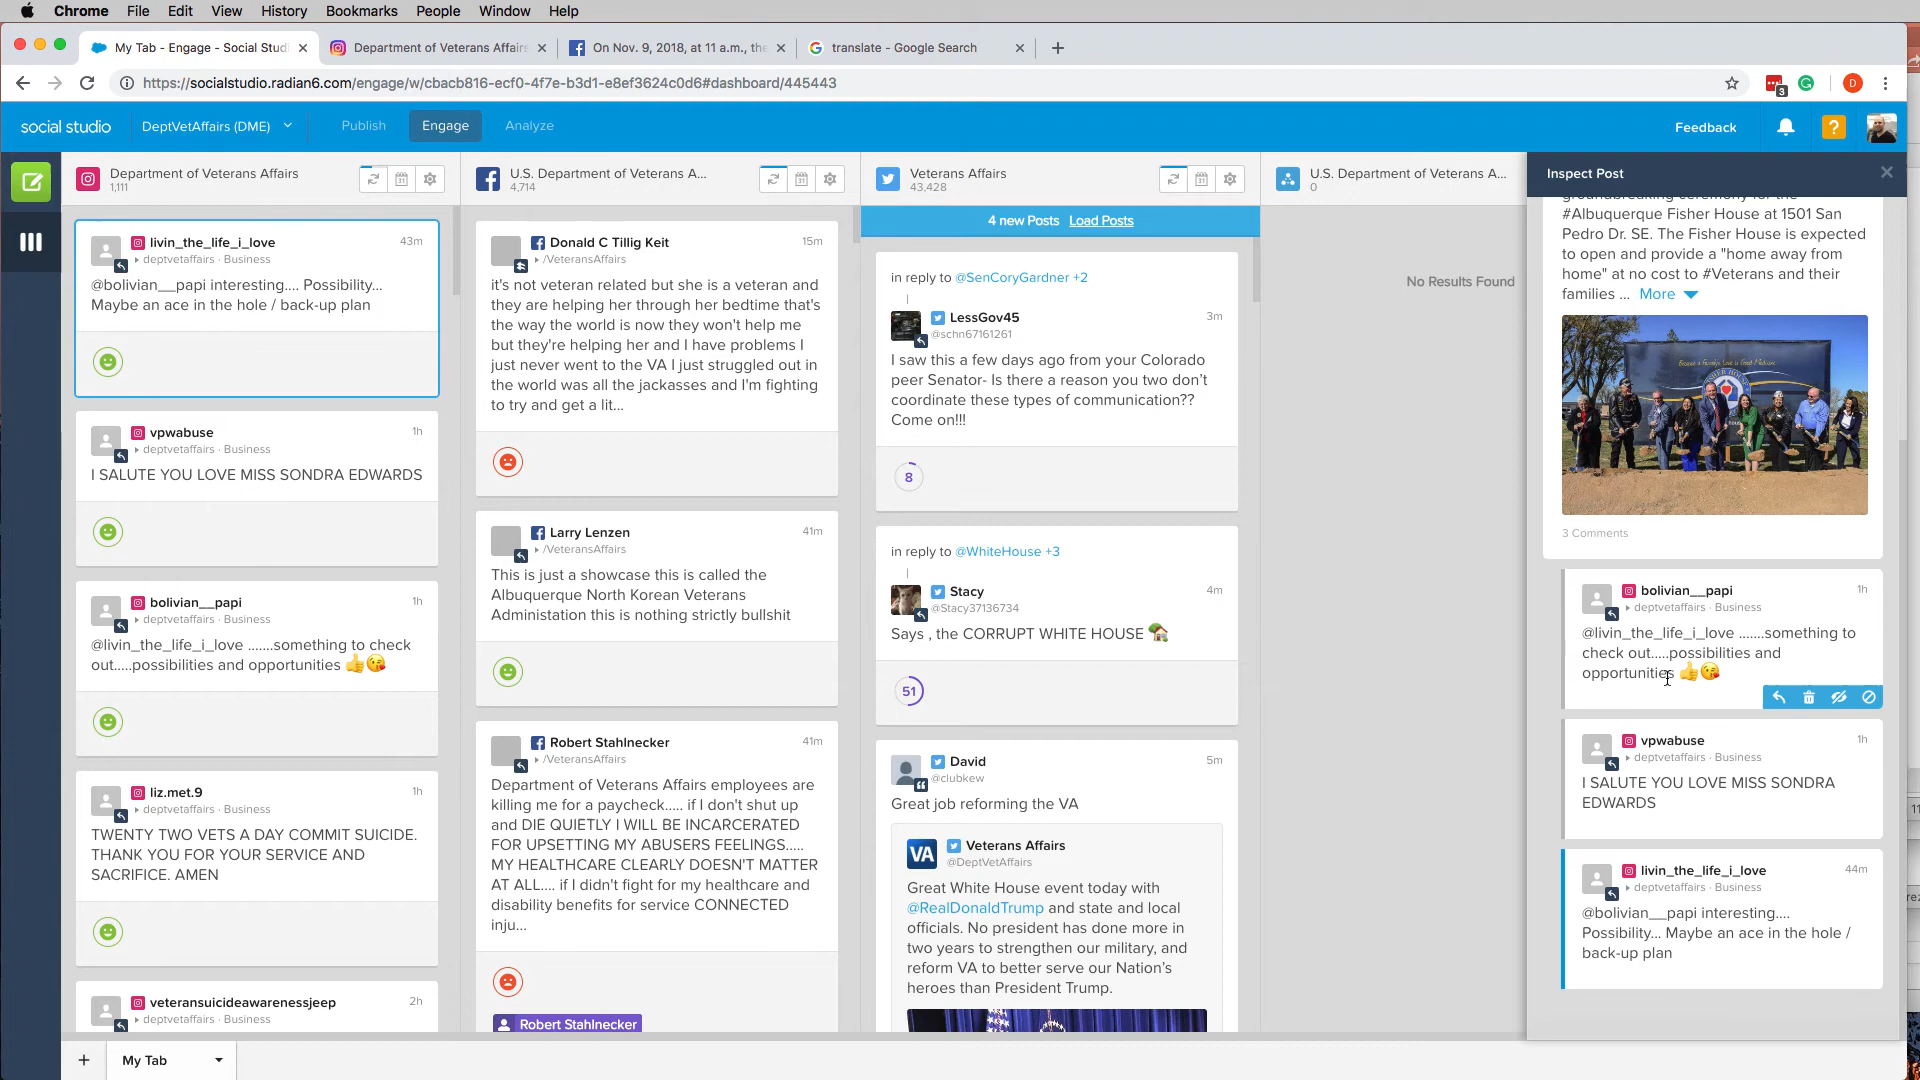 Chrome File Edit View History Bookmarks People Window Help
My Tab - Engage - Social Studi
Department of Veterans Affairs
On Nov. 9, 2018, at 11 a.m., the
translate - Google Search
https://socialstudio.radian6.com/engage/w/cbacb816-ecf0-4f7e-b3d1-e8ef3624c0d6#dashboard/445443
3
D
social studio
DeptVetAffairs (DME)
Publish
Engage
Analyze
Feedback
?
Department of Veterans Affairs
1,111
livin_the_life_i_love
43m
deptvetaffairs · Business
@bolivian__papi interesting.... Possibility...
Maybe an ace in the hole / back-up plan
vpwabuse
1h
deptvetaffairs · Business
I SALUTE YOU LOVE MISS SONDRA EDWARDS
bolivian__papi
1h
deptvetaffairs · Business
@livin_the_life_i_love .......something to check
out.....possibilities and opportunities 👍😘
liz.met.9
1h
deptvetaffairs · Business
TWENTY TWO VETS A DAY COMMIT SUICIDE.
THANK YOU FOR YOUR SERVICE AND
SACRIFICE. AMEN
veteransuicideawarenessjeep
2h
deptvetaffairs · Business
U.S. Department of Veterans A...
4,714
Donald C Tillig Keit
15m
/VeteransAffairs
it's not veteran related but she is a veteran and
they are helping her through her bedtime that's
the way the world is now they won't help me
but they're helping her and I have problems I
just never went to the VA I just struggled out in
the world was all the jackasses and I'm fighting
to try and get a lit...
Larry Lenzen
41m
/VeteransAffairs
This is just a showcase this is called the
Albuquerque North Korean Veterans
Administation this is nothing strictly bullshit
Robert Stahlnecker
41m
/VeteransAffairs
Department of Veterans Affairs employees are
killing me for a paycheck..... if I don't shut up
and DIE QUIETLY I WILL BE INCARCERATED
FOR UPSETTING MY ABUSERS FEELINGS.....
MY HEALTHCARE CLEARLY DOESN'T MATTER
AT ALL.... if I didn't fight for my healthcare and
disability benefits for service CONNECTED
inju...
Robert Stahlnecker
Veterans Affairs
43,428
4 new Posts Load Posts
in reply to @SenCoryGardner +2
LessGov45
3m
@schn67161261
I saw this a few days ago from your Colorado
peer Senator- Is there a reason you two don't
coordinate these types of communication??
Come on!!!
8
in reply to @WhiteHouse +3
Stacy
4m
@Stacy37136734
Says , the CORRUPT WHITE HOUSE 🏡
51
David
5m
@clubkew
Great job reforming the VA
VA
Veterans Affairs
@DeptVetAffairs
Great White House event today with
@RealDonaldTrump and state and local
officials. No president has done more in
two years to strengthen our military, and
reform VA to better serve our Nation's
heroes than President Trump.
U.S. Department of Veterans A...
0
No Results Found
Inspect Post
groundbreaking ceremony for the
#Albuquerque Fisher House at 1501 San
Pedro Dr. SE. The Fisher House is expected
to open and provide a "home away from
home" at no cost to #Veterans and their
families ... More
3 Comments
bolivian__papi
1h
deptvetaffairs · Business
@livin_the_life_i_love .......something to
check out.....possibilities and
opportunities 👍😘
vpwabuse
1h
deptvetaffairs · Business
I SALUTE YOU LOVE MISS SONDRA
EDWARDS
livin_the_life_i_love
44m
deptvetaffairs · Business
@bolivian__papi interesting....
Possibility... Maybe an ace in the hole /
back-up plan
My Tab